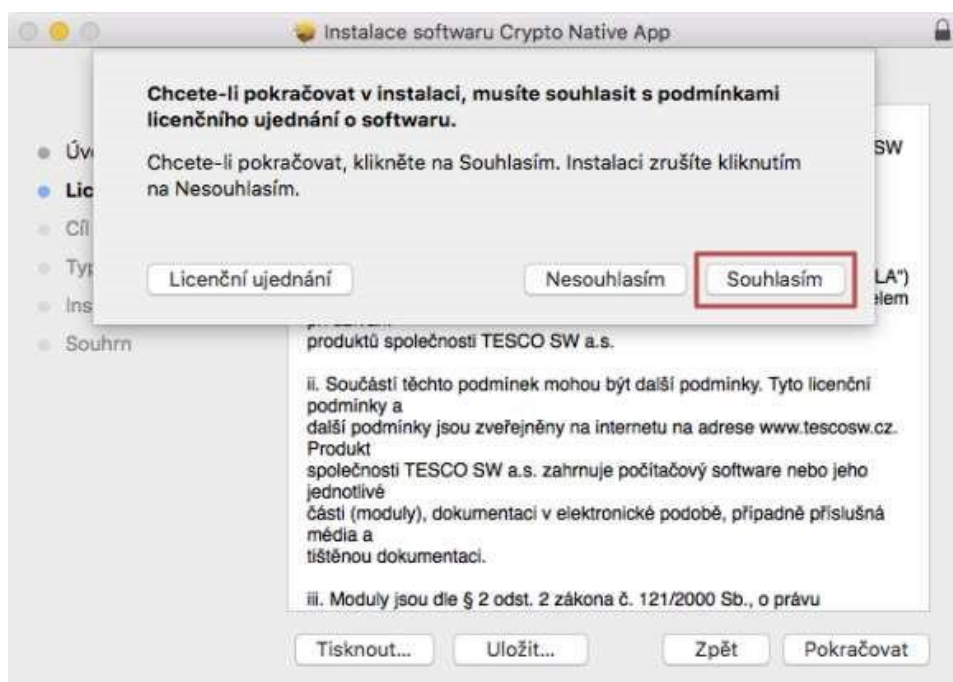 Instalace softwaru Crypto Native App
Chcete-li pokračovat v instalaci, musíte souhlasit s podmínkami
licenčního ujednání o softwaru.
Chcete-li pokračovat, klikněte na Souhlasím. Instalaci zrušíte kliknutím
na Nesouhlasím.
Licenční ujednání
Nesouhlasím
Souhlasím
Cíl
Souhrn
SW
LA")
produktů společnosti TESCO SW a.s.
ii. Součástí těchto podmínek mohou být další podmínky. Tyto licenční
podmínky a
další podmínky jsou zveřejněny na internetu na adrese www.tescosw.cz.
Produkt
společnosti TESCO SW a.s. zahrnuje počítačový software nebo jeho
jednotlivé
části (moduly), dokumentaci v elektronické podobě, případně příslušná
média a
tištěnou dokumentaci.
iii. Moduly jsou dle § 2 odst. 2 zákona č. 121/2000 Sb., o právu
Tisknout...
Uložit...
Zpět
Pokračovat